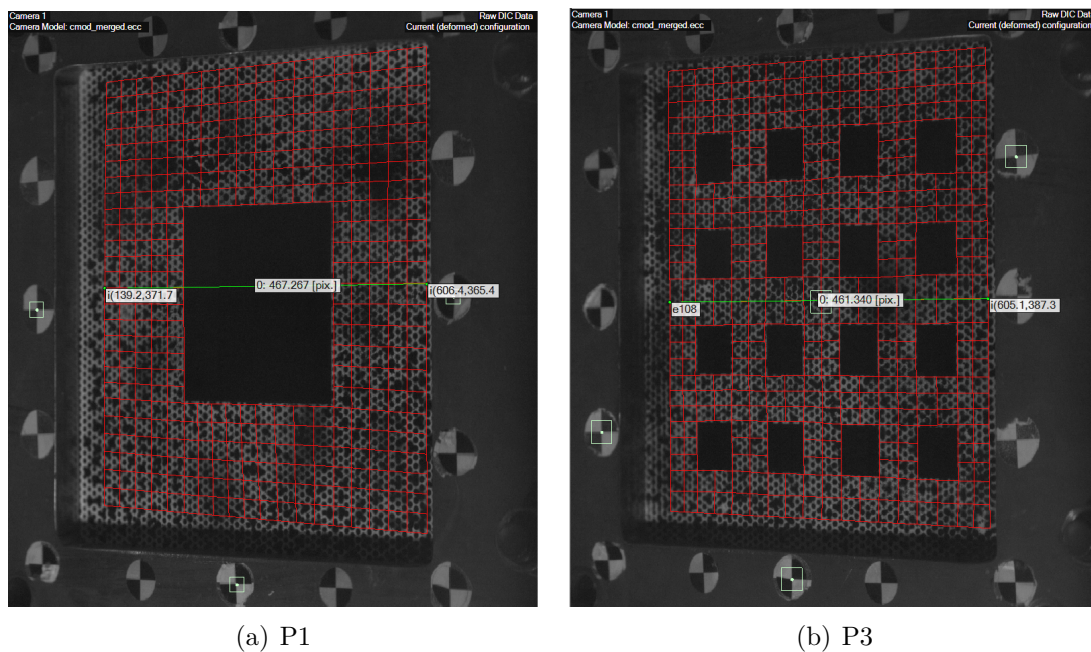 Camera 1
Camera Model: cmod_merged.ecc
Raw DIC Data
Current (deformed) configuration
0: 467.267 [pix.]
i(139.2,371.7
i(606.4,365.4
(a) P1
Camera 1
Camera Model: cmod_merged.ecc
Raw DIC Data
Current (deformed) configuration
0: 461.340 [pix.]
e108
i(605.1,387.3
(b) P3